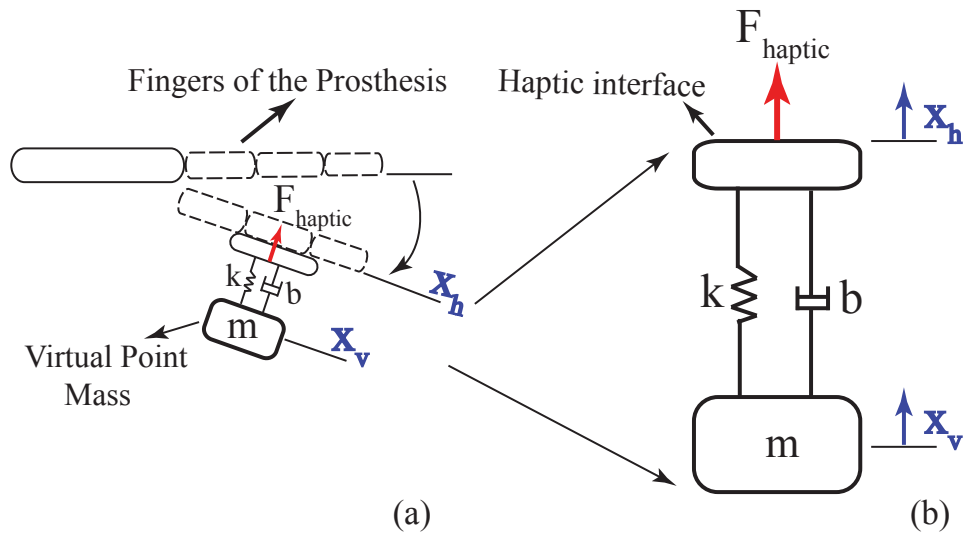 Fingers of the Prosthesis
F haptic
k
b
m
X h
X v
Virtual Point
Mass
(a)
F haptic
Haptic interface
X h
k
b
m
X v
(b)